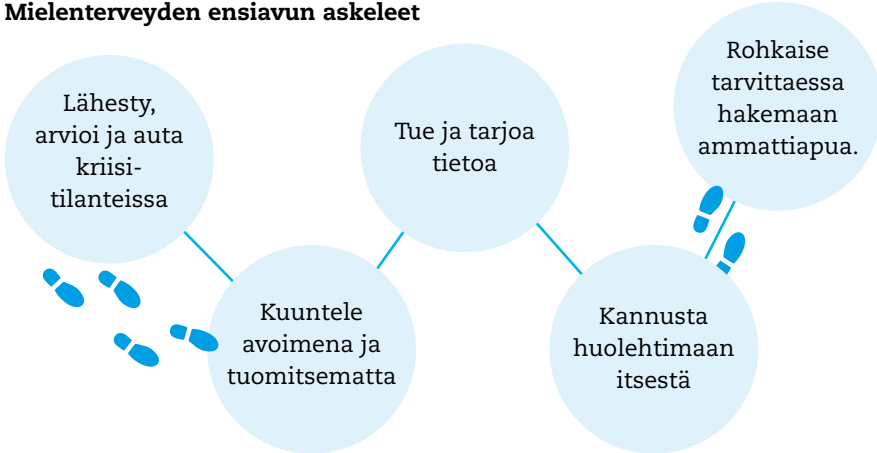 Mielenterveyden ensiavun askeleet
Lähesty,
arvioi ja auta
kriisi-
tilanteissa
Kuuntele
avoimena ja
tuomitsematta
Tue ja tarjoa
tietoa
Kannusta
huolehtimaan
itsestä
Rohkaise
tarvittaessa
hakemaan
ammattiapua.